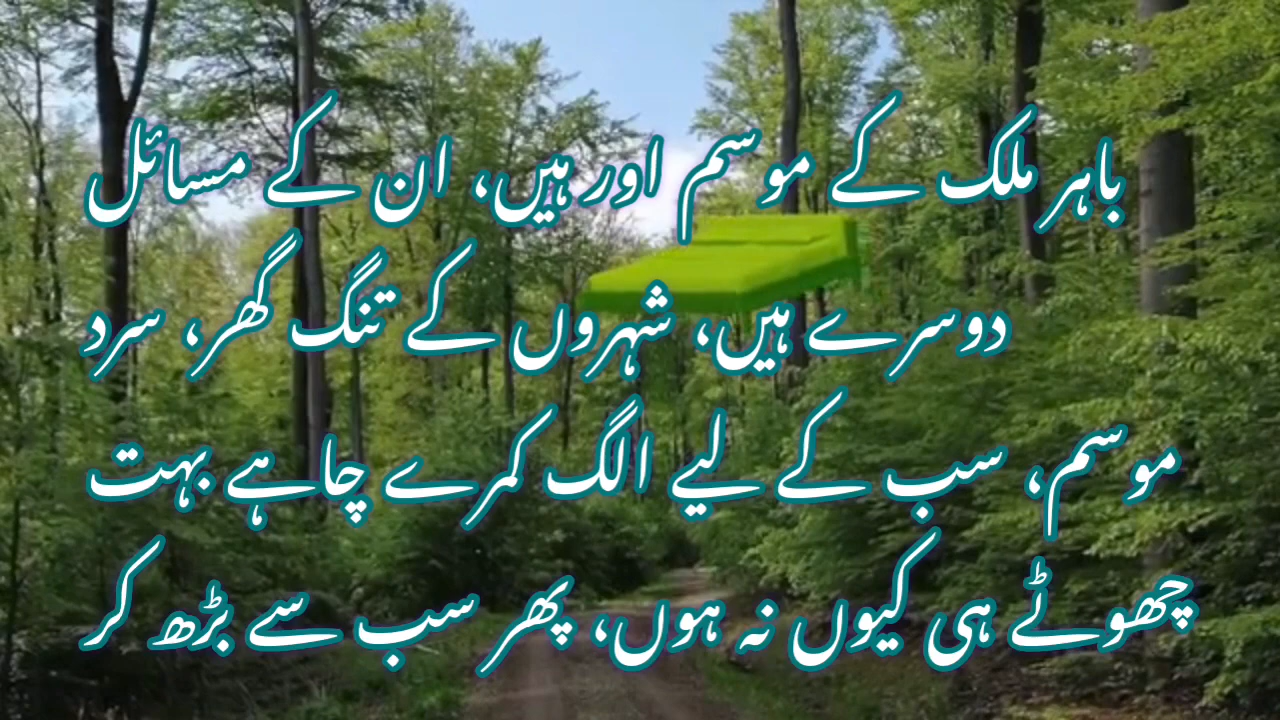 باہر ملک کے موسم اور ہیں، ان کے مسائل
دوسرے ہیں، شہروں کے تنگ گھر، سرد
موسم، سب کے لیے الگ کمرے چاہے بہت
چھوٹے ہی کیوں نہ ہوں، پھر سب سے بڑھ کر